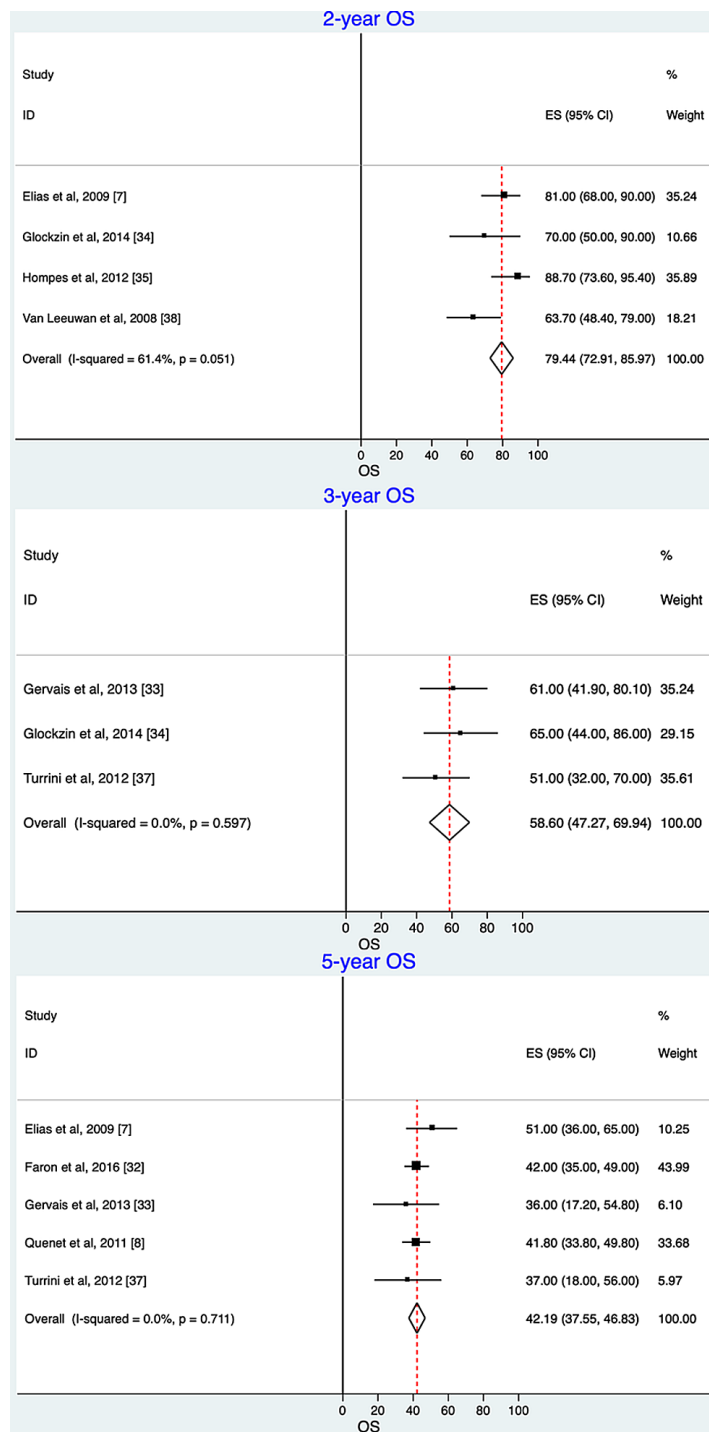 2-year OS
Study %
ID ES (95% CI) Weight
Elias et al, 2009 [7] 81.00 (68.00, 90.00) 35.24
Glockzin et al, 2014 [34] 70.00 (50.00, 90.00) 10.66
Hompes et al, 2012 [35] 88.70 (73.60, 95.40) 35.89
Van Leeuwan et al, 2008 [38] 63.70 (48.40, 79.00) 18.21
Overall (I-squared = 61.4%, p = 0.051) 79.44 (72.91, 85.97) 100.00
0 20 40 60 80 100
OS
3-year OS
Study %
ID ES (95% CI) Weight
Gervais et al, 2013 [33] 61.00 (41.90, 80.10) 35.24
Glockzin et al, 2014 [34] 65.00 (44.00, 86.00) 29.15
Turrini et al, 2012 [37] 51.00 (32.00, 70.00) 35.61
Overall (I-squared = 0.0%, p = 0.597) 58.60 (47.27, 69.94) 100.00
0 20 40 60 80 100
OS
5-year OS
Study %
ID ES (95% CI) Weight
Elias et al, 2009 [7] 51.00 (36.00, 65.00) 10.25
Faron et al, 2016 [32] 42.00 (35.00, 49.00) 43.99
Gervais et al, 2013 [33] 36.00 (17.20, 54.80) 6.10
Quenet et al, 2011 [8] 41.80 (33.80, 49.80) 33.68
Turrini et al, 2012 [37] 37.00 (18.00, 56.00) 5.97
Overall (I-squared = 0.0%, p = 0.711) 42.19 (37.55, 46.83) 100.00
0 20 40 60 80 100
OS